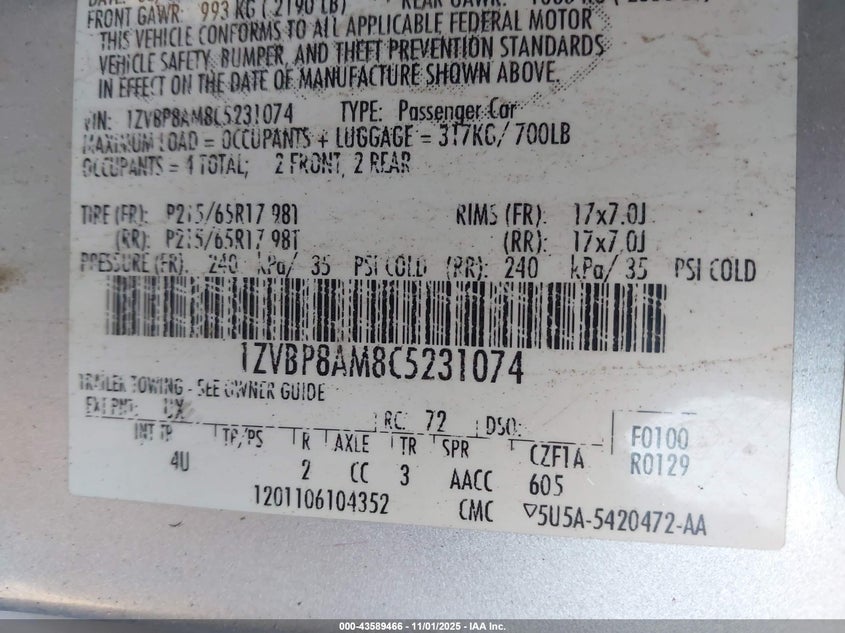 FRONT GAWR: 993 KG (2190 LB)
THIS VEHICLE CONFORMS TO ALL APPLICABLE FEDERAL MOTOR
VEHICLE SAFETY, BUMPER, AND THEFT PREVENTION STANDARDS
IN EFFECT ON THE DATE OF MANUFACTURE SHOWN ABOVE.
VIN: 1ZVBP8AM8C5231074 TYPE: Passenger Car
MAXIMUM LOAD = OCCUPANTS + LUGGAGE = 317KG/ 700LB
OCCUPANTS = 4 TOTAL; 2 FRONT, 2 REAR
TIRE (FR): P215/65R17 98T RIMS (FR): 17x7.0J
(RR): P215/65R17 98T (RR): 17x7.0J
PRESSURE (FR): 240 kPa/ 35 PSI COLD (RR): 240 kPa/ 35 PSI COLD
1ZVBP8AM8C5231074
TRAILER TOWING - SEE OWNER GUIDE
EXT PNT: UX RC: 72 DSO:
INT TR TP/PS R AXLE TR SPR CZF1A F0100
4U 2 CC 3 AACC 605 R0129
1201106104352 CMC ▽5U5A-5420472-AA
000-43589466 - 11/01/2025 - IAA Inc.